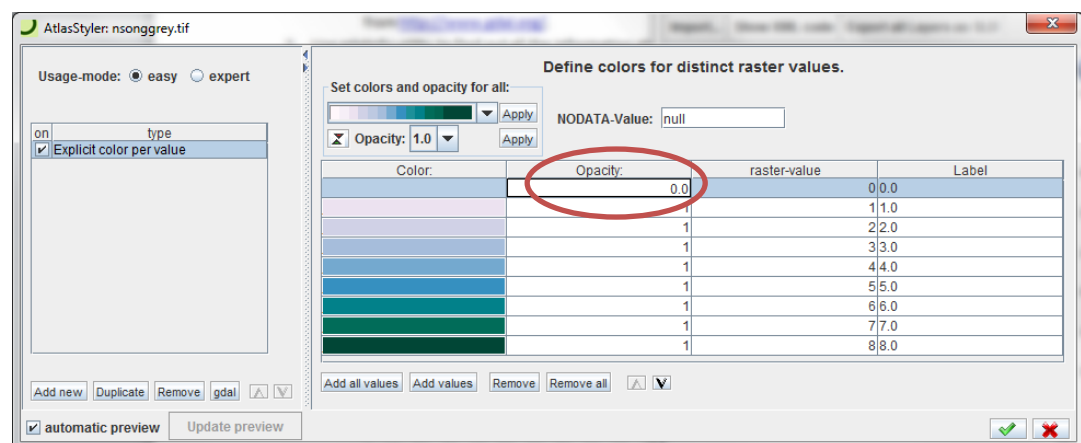 AtlasStyler: nsonggrey.tif
Usage-mode: easy expert
on type
Explicit color per value
Add new Duplicate Remove gdal
automatic preview Update preview
Define colors for distinct raster values.
Set colors and opacity for all:
Apply
Opacity: 1.0 Apply
NODATA-Value: null
Color: Opacity: raster-value Label
0.0 0 0.0
1 1 1.0
1 2 2.0
1 3 3.0
1 4 4.0
1 5 5.0
1 6 6.0
1 7 7.0
1 8 8.0
Add all values Add values Remove Remove all